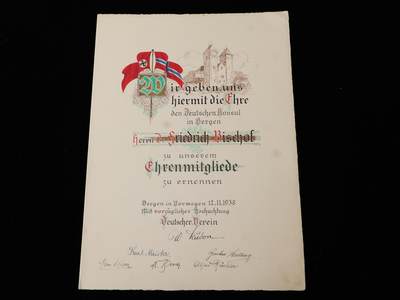 Wir geben uns
hiermit die Ehre
den Deutschen Konsul
in Bergen
Herrn Friedrich Bischof
zu unserem
Ehrenmitgliede
zu ernennen
Bergen in Norwegen 12.11.1938
Mit vorzüglicher Hochachtung
Deutscher Verein